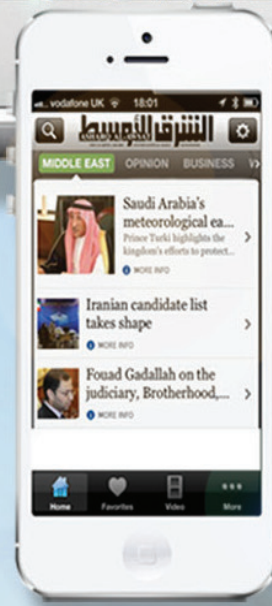 vodafone UK 18:01
الشرق الأوسط
ASHARQ AL-AWSAT
MIDDLE EAST OPINION BUSINESS
Saudi Arabia's
meteorological ea...
Prince Turki highlights the
kingdom's efforts to protect...
MORE INFO
Iranian candidate list
takes shape
MORE INFO
Fouad Gadallah on the
judiciary, Brotherhood,...
MORE INFO
Home Favorites Video More